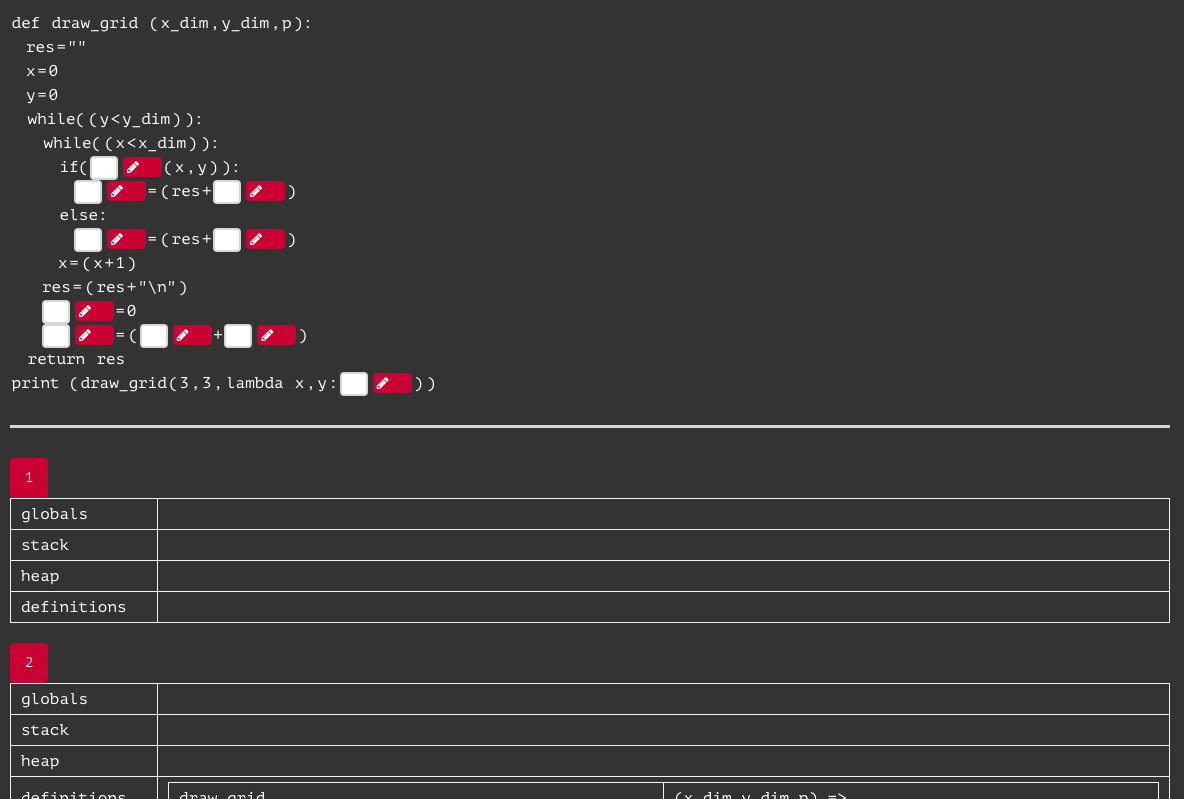 def draw_grid (x_dim,y_dim,p):
res=""
x=0
y=0
while((y<y_dim)):
while((x<x_dim)):
if( (x,y)):
=(res+ )
else:
=(res+ )
x=(x+1)
res=(res+"\n")
=0
=( + )
return res
print (draw_grid(3,3,lambda x,y: ))
1
globals
stack
heap
definitions
2
globals
stack
heap
definitions draw_grid (x_dim,y_dim,p) =>